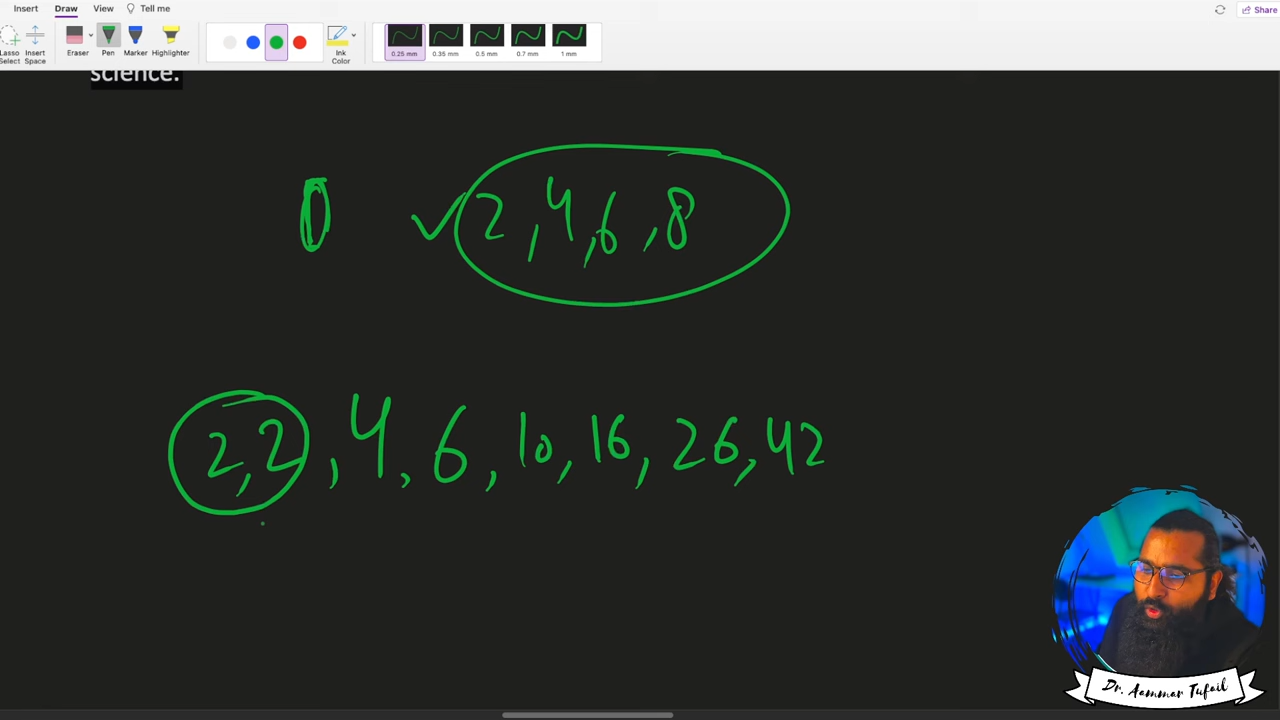 Insert Draw View Tell me Share
Lasso Select Insert Space Eraser Pen Marker Highlighter Ink Color 0.25 mm 0.35 mm 0.5 mm 0.7 mm 1 mm
science.
0 2, 4, 6, 8
2, 2, 4, 6, 10, 16, 26, 42
Dr. Aammar Tufail